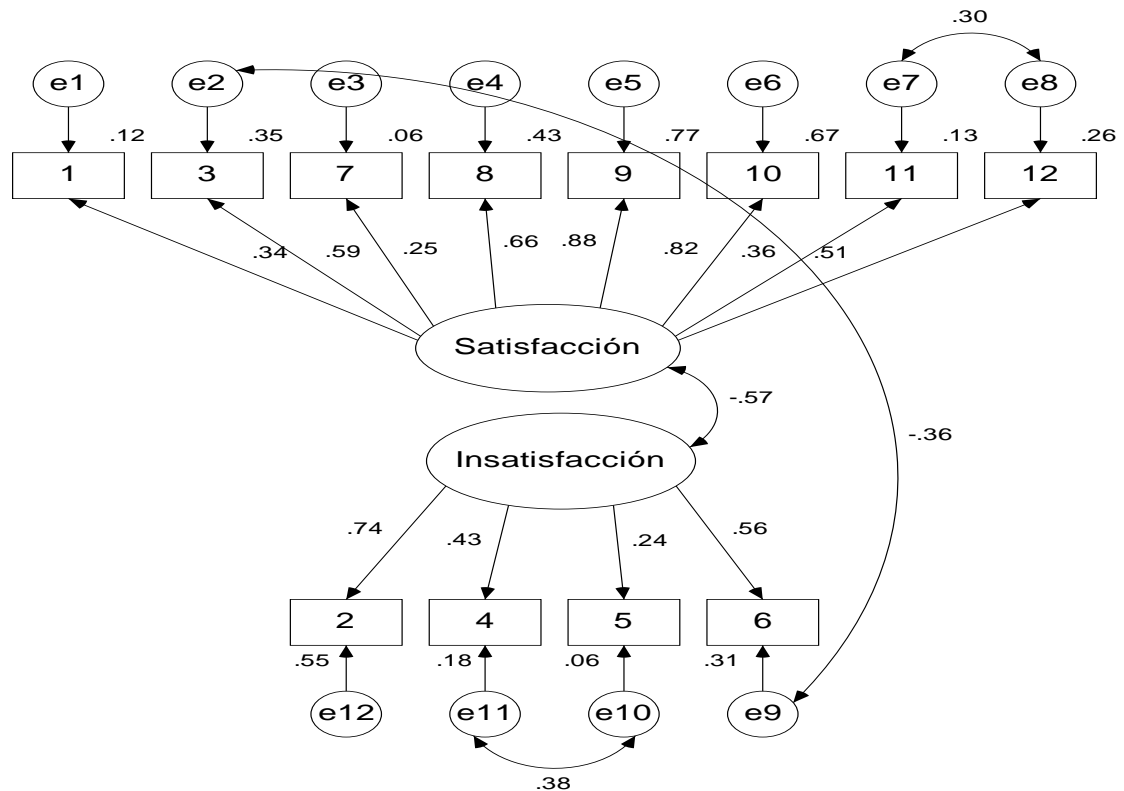 .30
e1 e2 e3 e4 e5 e6 e7 e8
.12 .35 .06 .43 .77 .67 .13 .26
1 3 7 8 9 10 11 12
.34 .59 .25 .66 .88 .82 .36 .51
Satisfacción
-.57
-.36
Insatisfacción
.74 .43 .24 .56
2 4 5 6
.55 .18 .06 .31
e12 e11 e10 e9
.38